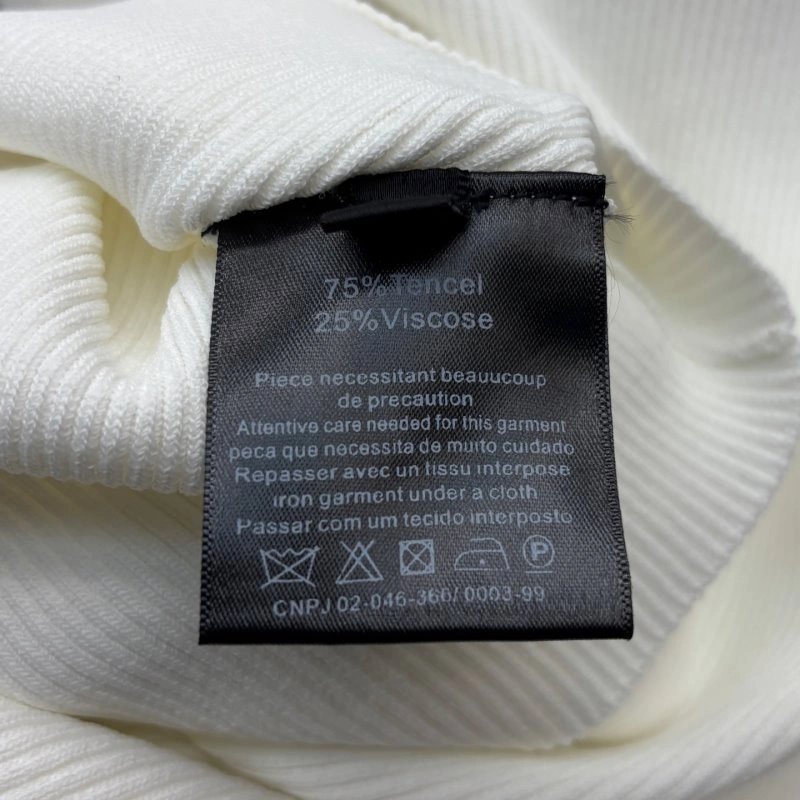 75%Tencel
25%Viscose
Piece necessitant beauucoup
de precaution
Attentive care needed for this garment
peca que necessita de muito cuidado
Repasser avec un tissu interpose
iron garment under a cloth
Passar com um tecido interposto
P
CNPJ 02-046-366/0003-99